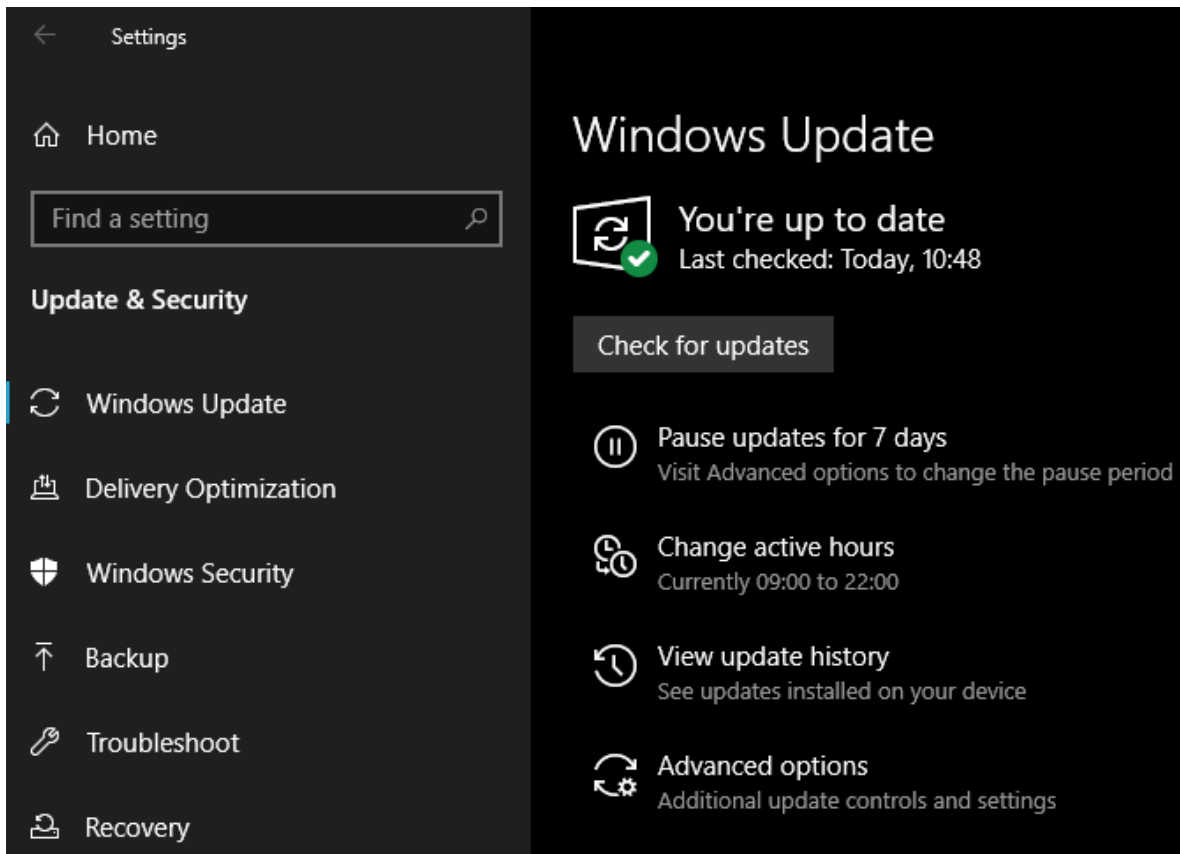 Settings
Home
Find a setting
Update & Security
Windows Update
Delivery Optimization
Windows Security
Backup
Troubleshoot
Recovery
Windows Update
You're up to date
Last checked: Today, 10:48
Check for updates
Pause updates for 7 days
Visit Advanced options to change the pause period
Change active hours
Currently 09:00 to 22:00
View update history
See updates installed on your device
Advanced options
Additional update controls and settings